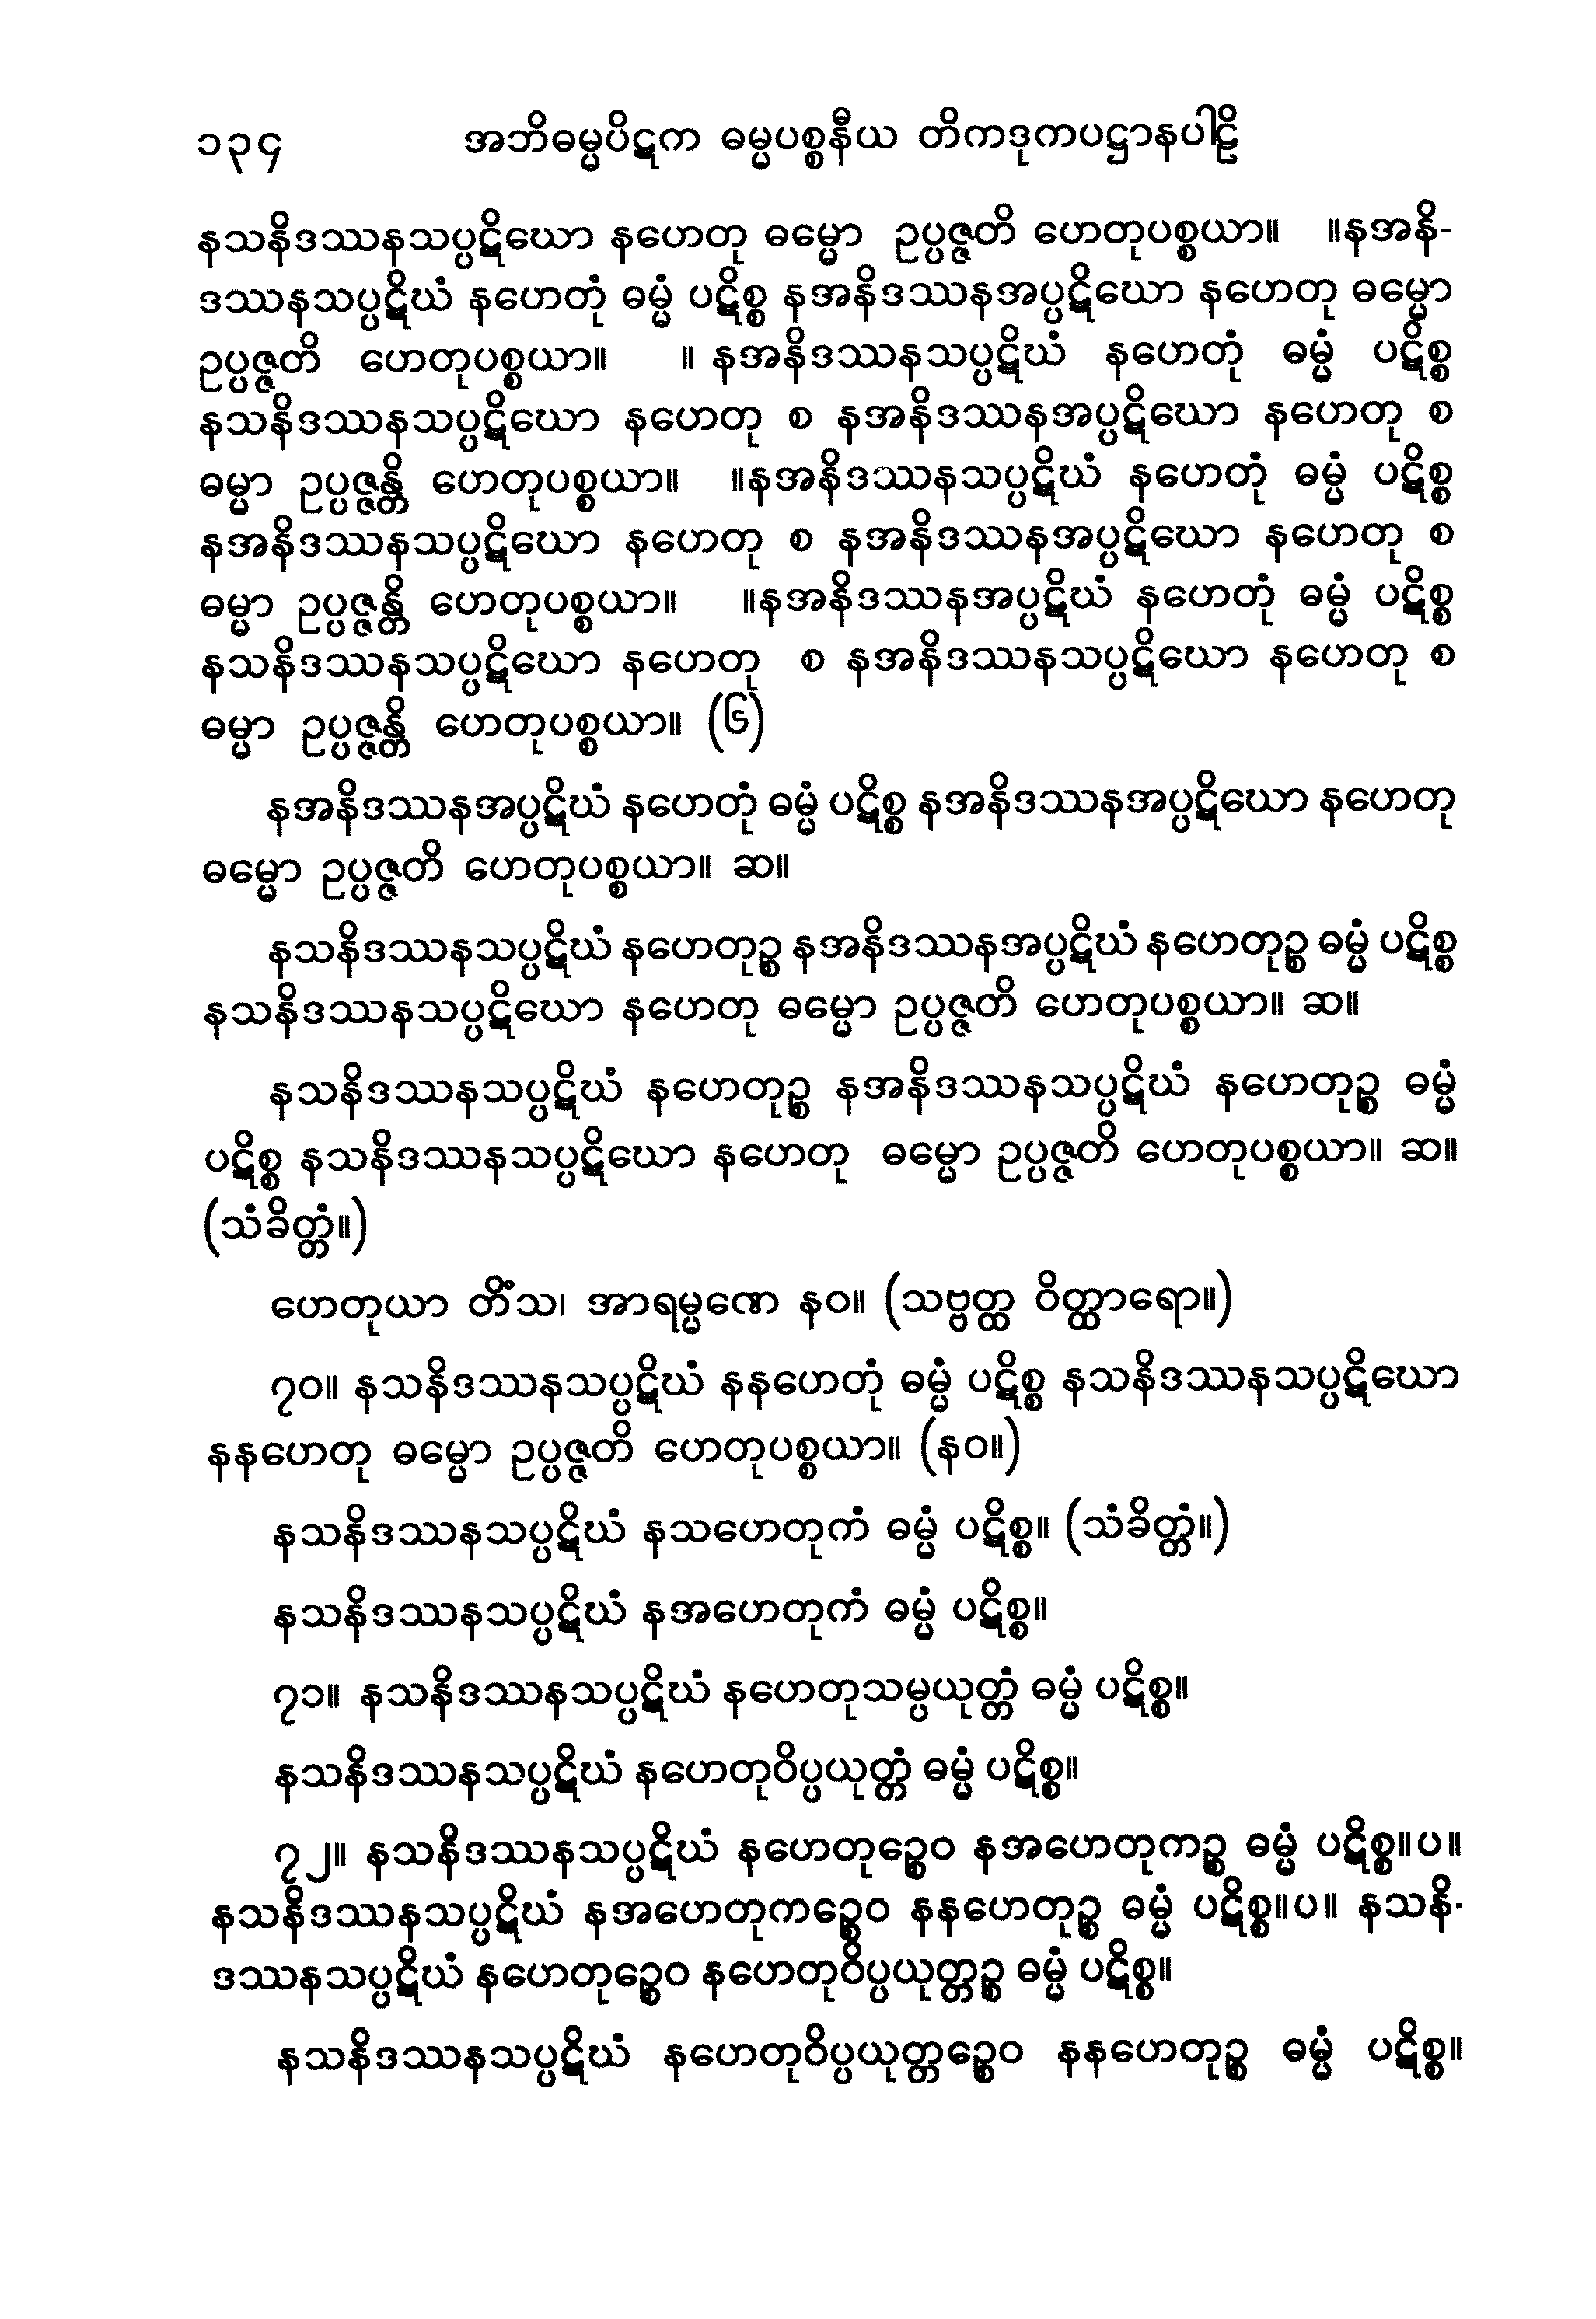 ၁၃၄ အဘိဓမ္မပိဋက ဓမ္မပစ္စနီယ တိကဒုကပဋ္ဌာနပါဠိ
နသနိဒဿနသပ္ပဋိဃော နဟေတု ဓမ္မော ဥပ္ပဇ္ဇတိ ဟေတုပစ္စယာ။ ။နအနိ-
ဒဿနသပ္ပဋိဃံ နဟေတုံ ဓမ္မံ ပဋိစ္စ နအနိဒဿနအပ္ပဋိဃော နဟေတု ဓမ္မော
ဥပ္ပဇ္ဇတိ ဟေတုပစ္စယာ။ ။ နအနိဒဿနသပ္ပဋိဃံ နဟေတုံ ဓမ္မံ ပဋိစ္စ
နသနိဒဿနသပ္ပဋိဃော နဟေတု စ နအနိဒဿနအပ္ပဋိဃော နဟေတု စ
ဓမ္မာ ဥပ္ပဇ္ဇန္တိ ဟေတုပစ္စယာ။ ။နအနိဒဿနသပ္ပဋိဃံ နဟေတုံ ဓမ္မံ ပဋိစ္စ
နအနိဒဿနသပ္ပဋိဃော နဟေတု စ နအနိဒဿနအပ္ပဋိဃော နဟေတု စ
ဓမ္မာ ဥပ္ပဇ္ဇန္တိ ဟေတုပစ္စယာ။ ။နအနိဒဿနအပ္ပဋိဃံ နဟေတုံ ဓမ္မံ ပဋိစ္စ
နသနိဒဿနသပ္ပဋိဃော နဟေတု စ နအနိဒဿနသပ္ပဋိဃော နဟေတု စ
ဓမ္မာ ဥပ္ပဇ္ဇန္တိ ဟေတုပစ္စယာ။ (၆)
နအနိဒဿနအပ္ပဋိဃံ နဟေတုံ ဓမ္မံ ပဋိစ္စ နအနိဒဿနအပ္ပဋိဃော နဟေတု
ဓမ္မော ဥပ္ပဇ္ဇတိ ဟေတုပစ္စယာ။ ဆ။
နသနိဒဿနသပ္ပဋိဃံ နဟေတုဉ္စ နအနိဒဿနအပ္ပဋိဃံ နဟေတုဉ္စ ဓမ္မံ ပဋိစ္စ
နသနိဒဿနသပ္ပဋိဃော နဟေတု ဓမ္မော ဥပ္ပဇ္ဇတိ ဟေတုပစ္စယာ။ ဆ။
နသနိဒဿနသပ္ပဋိဃံ နဟေတုဉ္စ နအနိဒဿနသပ္ပဋိဃံ နဟေတုဉ္စ ဓမ္မံ
ပဋိစ္စ နသနိဒဿနသပ္ပဋိဃော နဟေတု ဓမ္မော ဥပ္ပဇ္ဇတိ ဟေတုပစ္စယာ။ ဆ။
(သံခိတ္တံ။)
ဟေတုယာ တိံသ၊ အာရမ္မဏေ နဝ။ (သဗ္ဗတ္ထ ဝိတ္ထာရော။)
၇၀။ နသနိဒဿနသပ္ပဋိဃံ နနဟေတုံ ဓမ္မံ ပဋိစ္စ နသနိဒဿနသပ္ပဋိဃော
နနဟေတု ဓမ္မော ဥပ္ပဇ္ဇတိ ဟေတုပစ္စယာ။ (နဝ။)
နသနိဒဿနသပ္ပဋိဃံ နသဟေတုကံ ဓမ္မံ ပဋိစ္စ။ (သံခိတ္တံ။)
နသနိဒဿနသပ္ပဋိဃံ နအဟေတုကံ ဓမ္မံ ပဋိစ္စ။
၇၁။ နသနိဒဿနသပ္ပဋိဃံ နဟေတုသမ္ပယုတ္တံ ဓမ္မံ ပဋိစ္စ။
နသနိဒဿနသပ္ပဋိဃံ နဟေတုဝိပ္ပယုတ္တံ ဓမ္မံ ပဋိစ္စ။
၇၂။ နသနိဒဿနသပ္ပဋိဃံ နဟေတုဉ္စေဝ နအဟေတုကဉ္စ ဓမ္မံ ပဋိစ္စ။ပ။
နသနိဒဿနသပ္ပဋိဃံ နအဟေတုကဉ္စေဝ နနဟေတုဉ္စ ဓမ္မံ ပဋိစ္စ။ပ။ နသနိ-
ဒဿနသပ္ပဋိဃံ နဟေတုဉ္စေဝ နဟေတုဝိပ္ပယုတ္တဉ္စ ဓမ္မံ ပဋိစ္စ။
နသနိဒဿနသပ္ပဋိဃံ နဟေတုဝိပ္ပယုတ္တဉ္စေဝ နနဟေတုဉ္စ ဓမ္မံ ပဋိစ္စ။